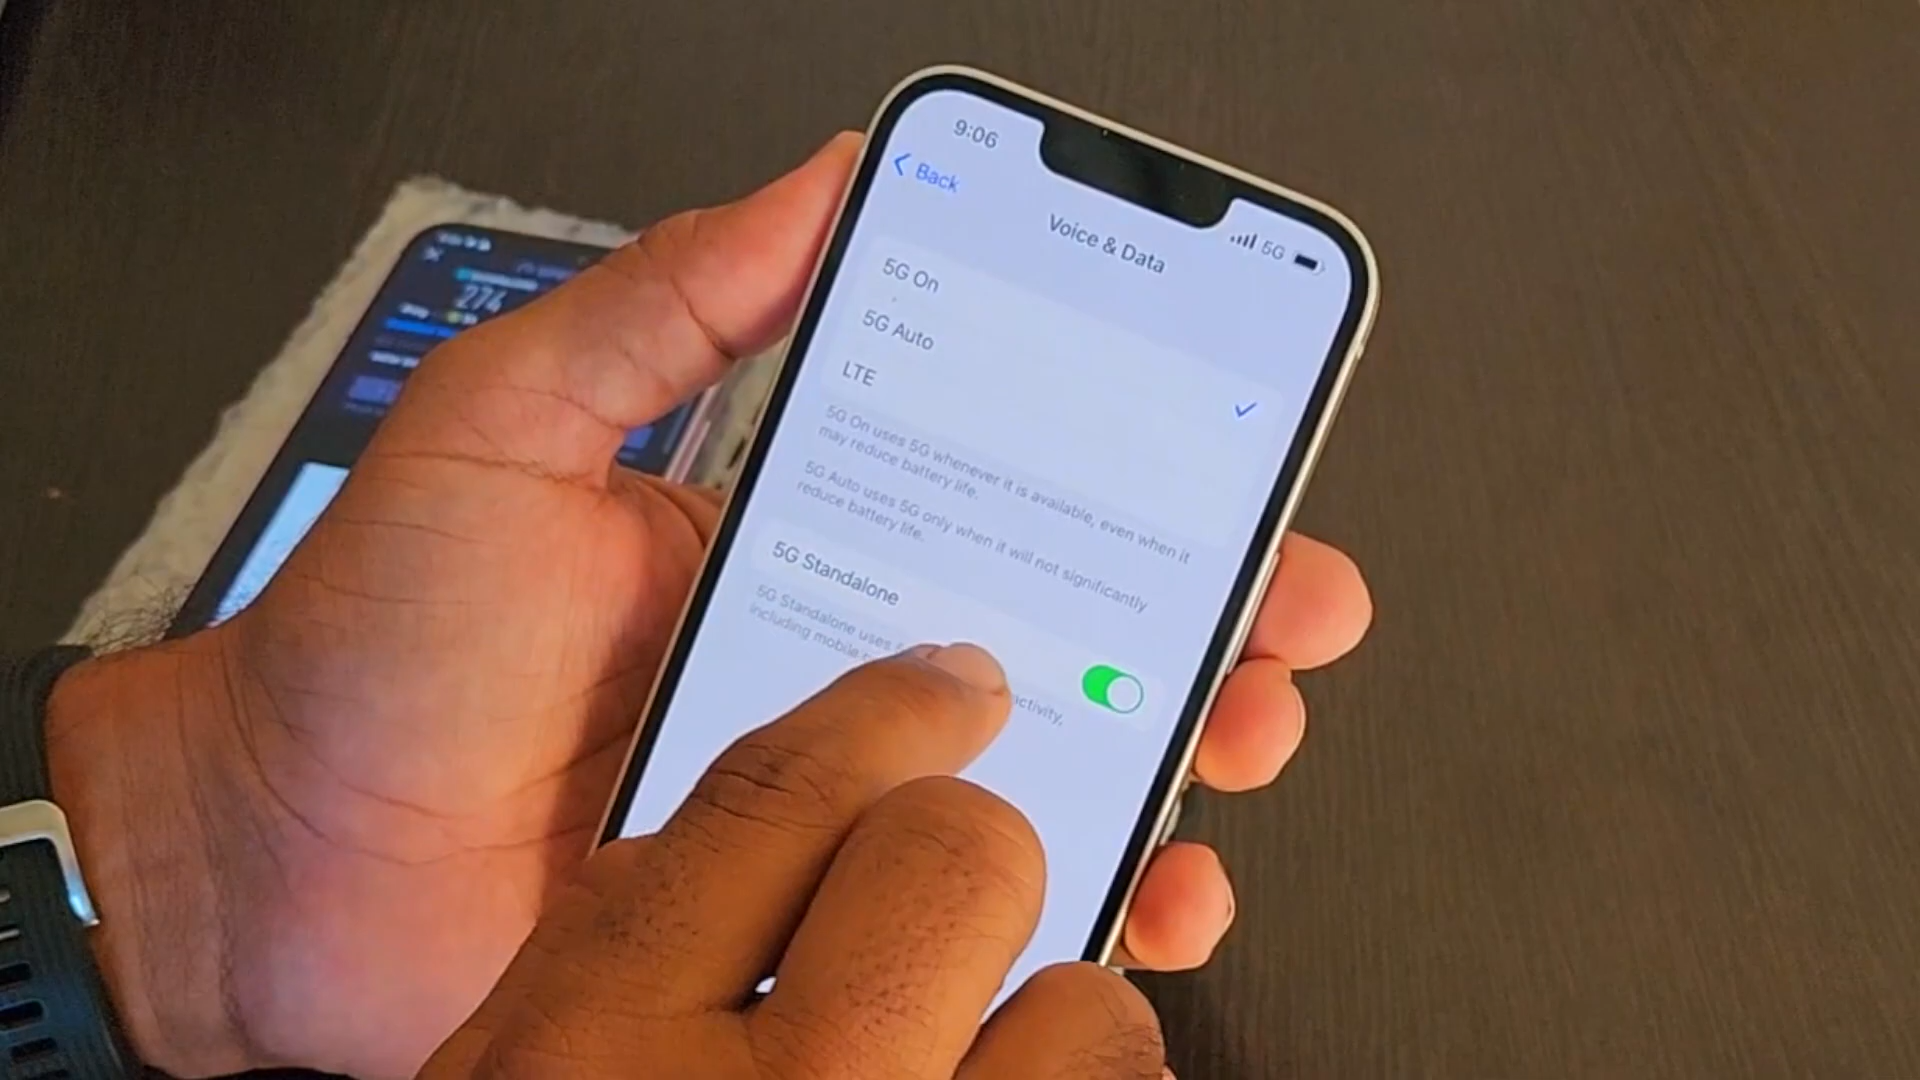 9:06
5G
Back
Voice & Data
5G On
5G Auto
LTE
5G On uses 5G whenever it is available, even when it
may reduce battery life.
5G Auto uses 5G only when it will not significantly
reduce battery life.
5G Standalone
5G Standalone uses
including mobile
274